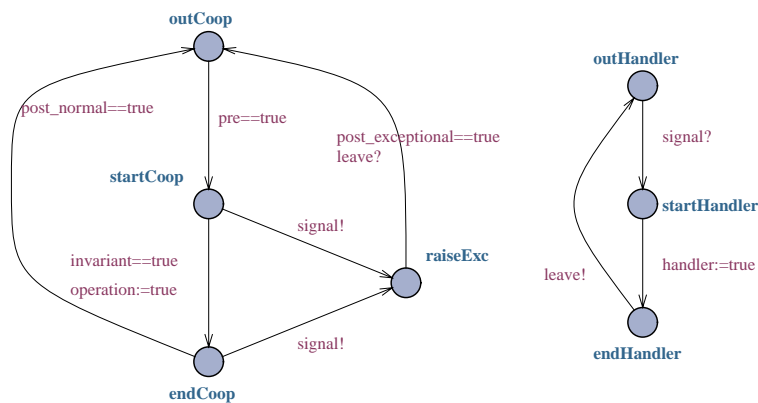 outCoop
post_normal==true
pre==true
post_exceptional==true
leave?
startCoop
signal!
invariant==true
operation:=true
raiseExc
signal!
endCoop
outHandler
signal?
startHandler
leave!
handler:=true
endHandler